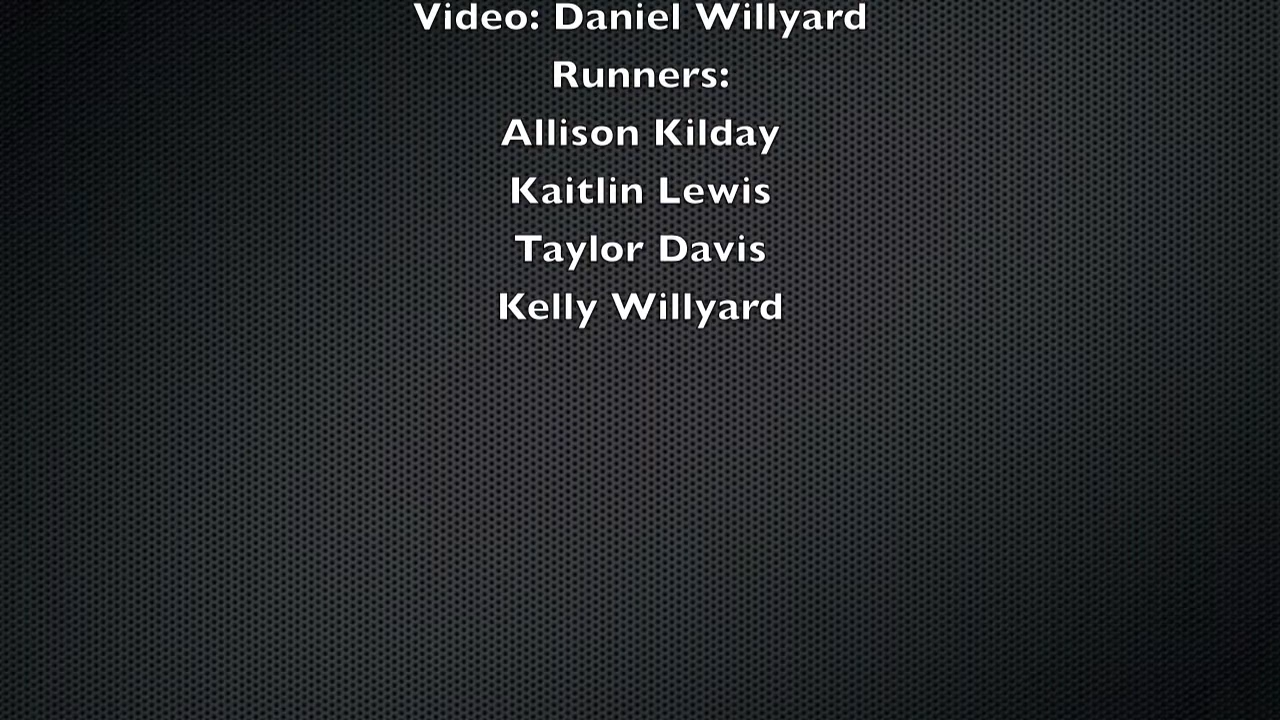 Video: Daniel Willyard
Runners:
Allison Kilday
Kaitlin Lewis
Taylor Davis
Kelly Willyard